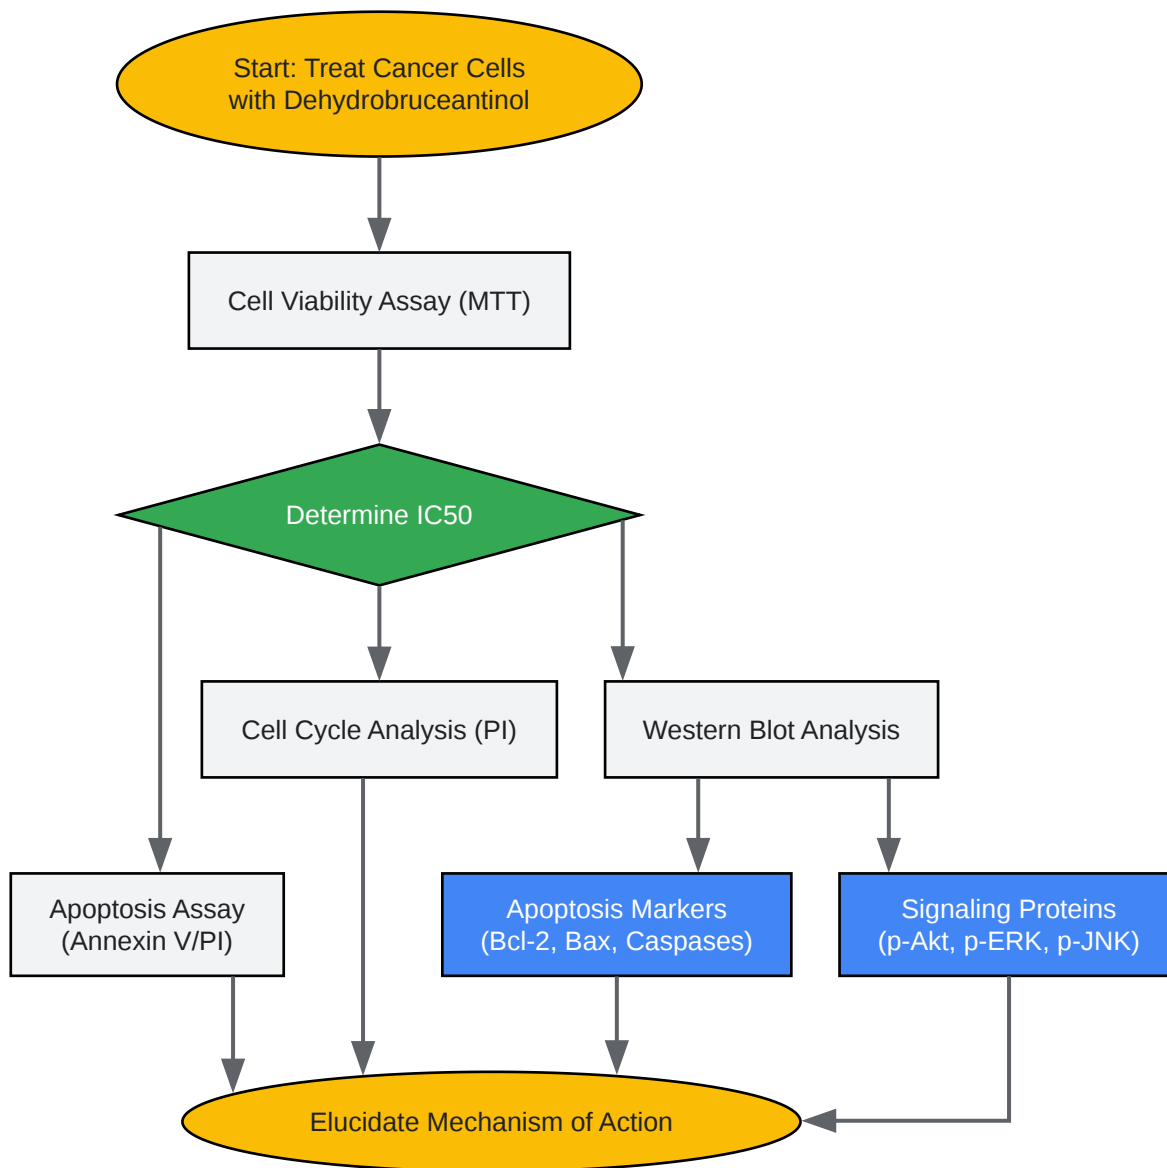 Start: Treat Cancer Cells
with Dehydrobruceantinol
Cell Viability Assay (MTT)
Determine IC50
Cell Cycle Analysis (PI)
Western Blot Analysis
Apoptosis Assay
(Annexin V/PI)
Apoptosis Markers
(Bcl-2, Bax, Caspases)
Signaling Proteins
(p-Akt, p-ERK, p-JNK)
Elucidate Mechanism of Action